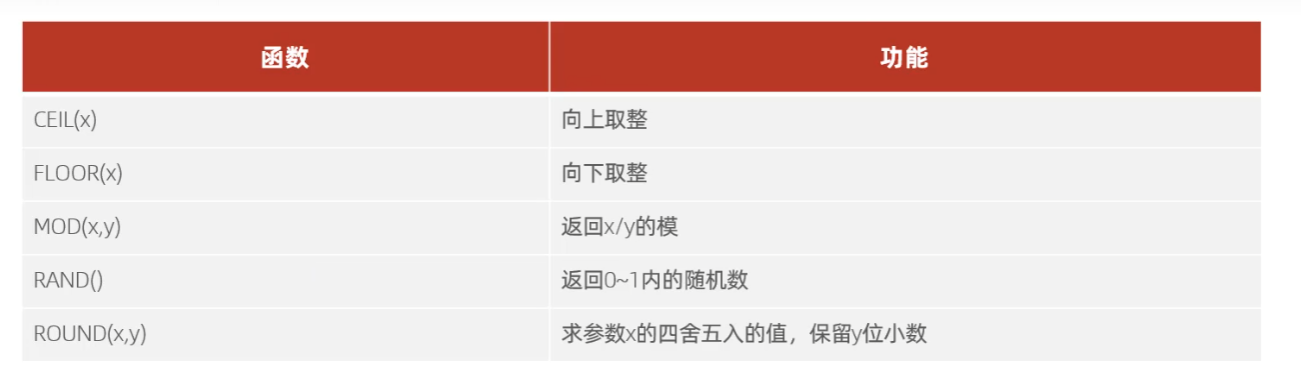 函数 功能
CEIL(x) 向上取整
FLOOR(x) 向下取整
MOD(x,y) 返回x/y的模
RAND() 返回0~1内的随机数
ROUND(x,y) 求参数x的四舍五入的值，保留y位小数